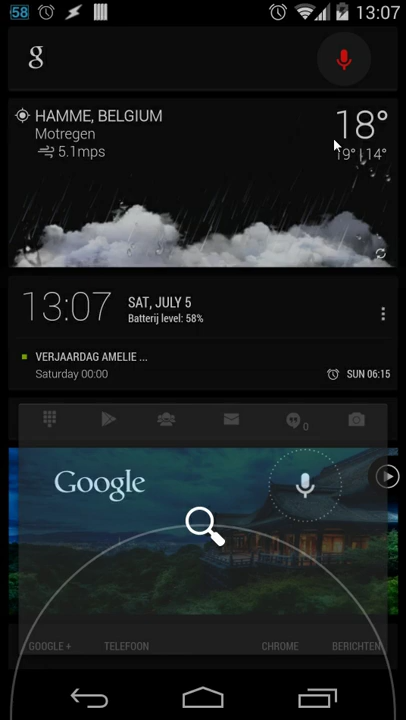 58
13:07
g
HAMME, BELGIUM
18°
Motregen
5.1mps
19° | 14°
13:07
SAT, JULY 5
Batterij level: 58%
VERJAARDAG AMELIE ...
Saturday 00:00
SUN 06:15
0
Google
GOOGLE +
TELEFOON
CHROME
BERICHTEN